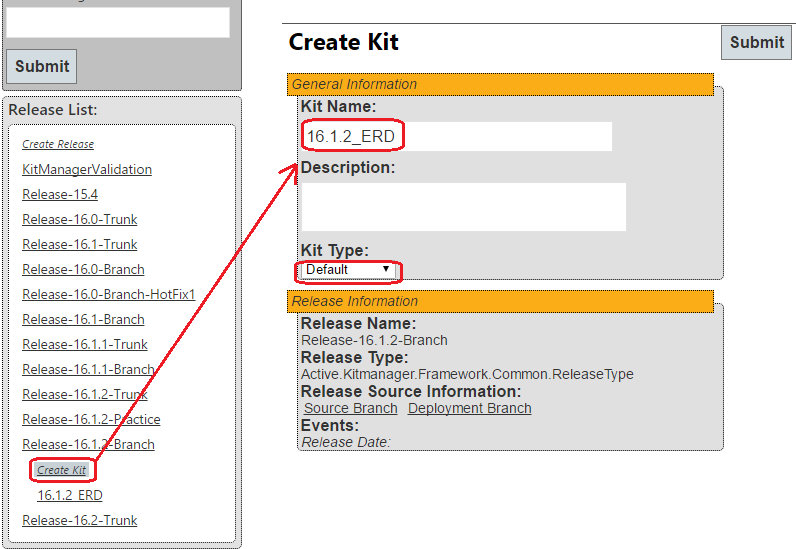 Submit
Release List:
Create Release
KitManagerValidation
Release-15.4
Release-16.0-Trunk
Release-16.1-Trunk
Release-16.0-Branch
Release-16.0-Branch-HotFix1
Release-16.1-Branch
Release-16.1.1-Trunk
Release-16.1.1-Branch
Release-16.1.2-Trunk
Release-16.1.2-Practice
Release-16.1.2-Branch
Create Kit
16.1.2_ERD
Release-16.2-Trunk
Create Kit
Submit
General Information
Kit Name:
16.1.2_ERD
Description:
Kit Type:
Default
Release Information
Release Name:
Release-16.1.2-Branch
Release Type:
Active.Kitmanager.Framework.Common.ReleaseType
Release Source Information:
Source Branch Deployment Branch
Events:
Release Date: